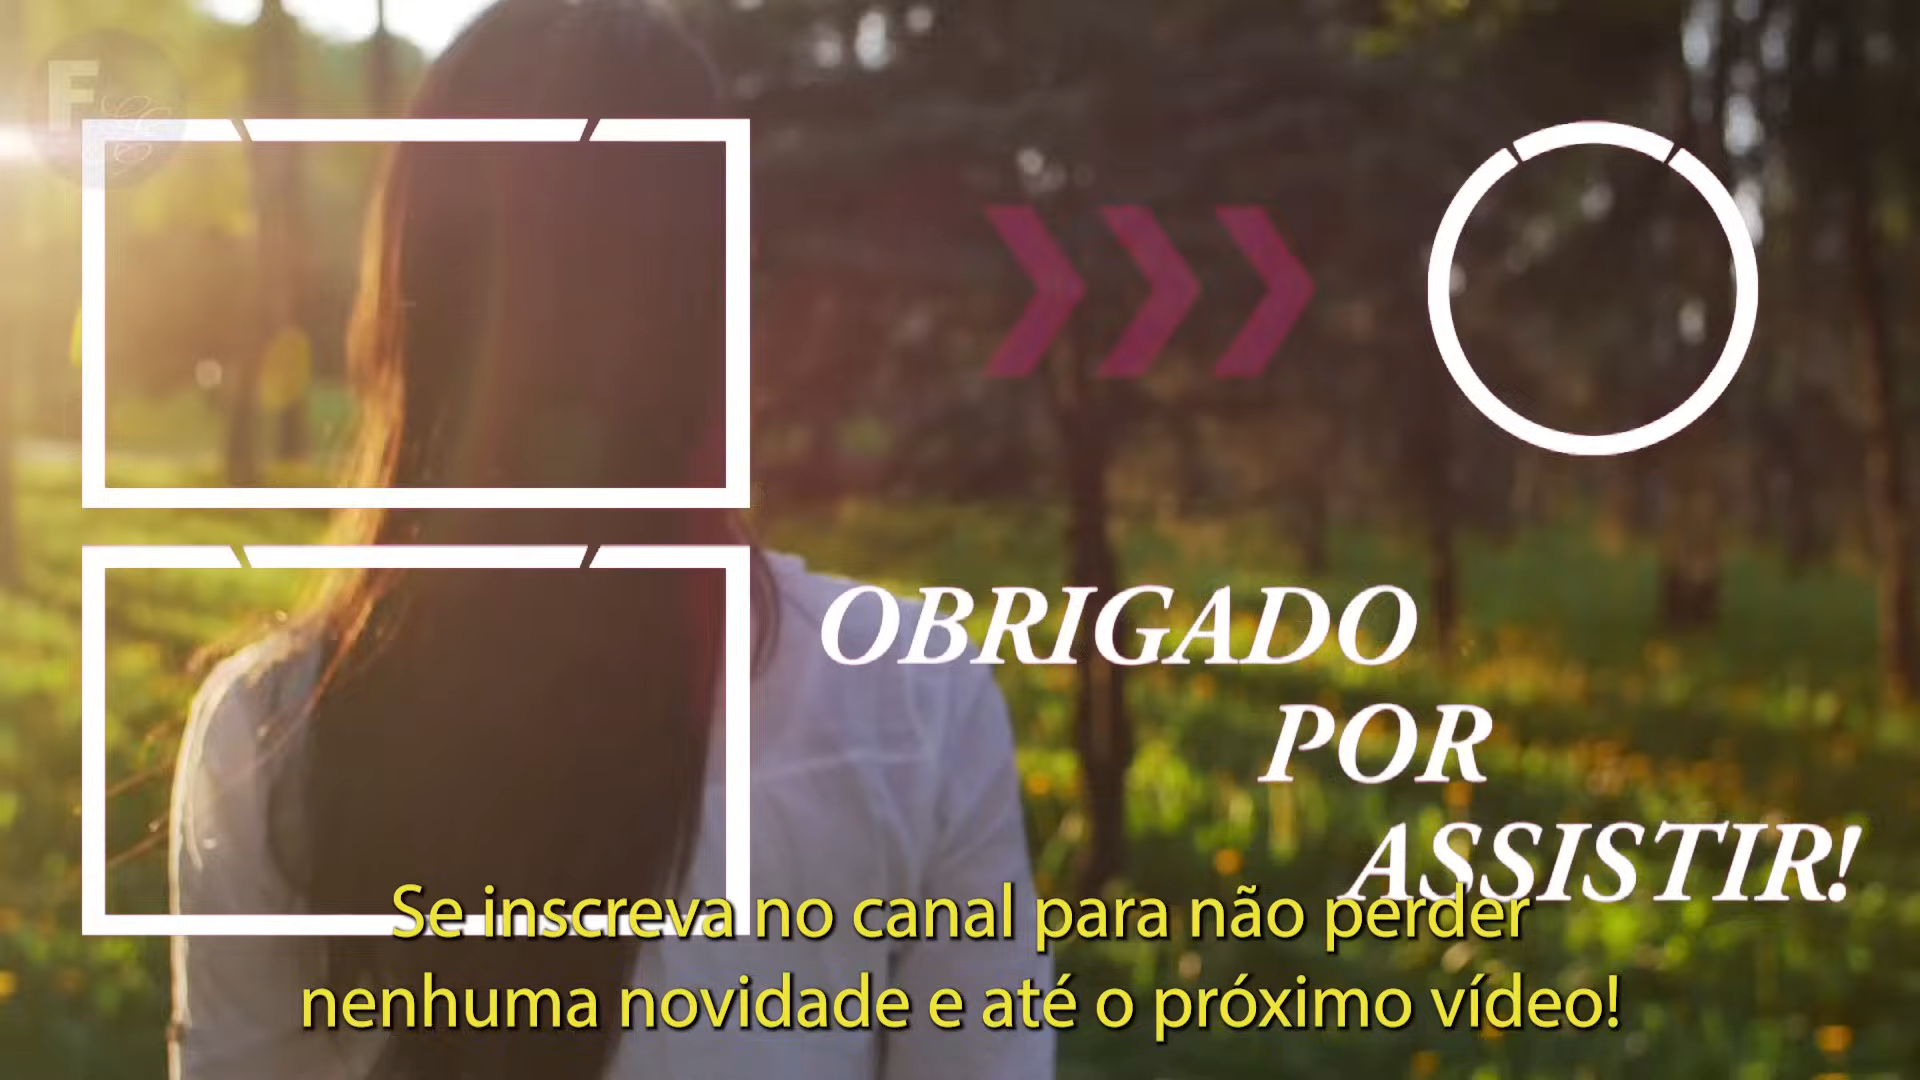 F
OBRIGADO
POR
ASSISTIR!
Se inscreva no canal para não perder
nenhuma novidade e até o próximo vídeo!